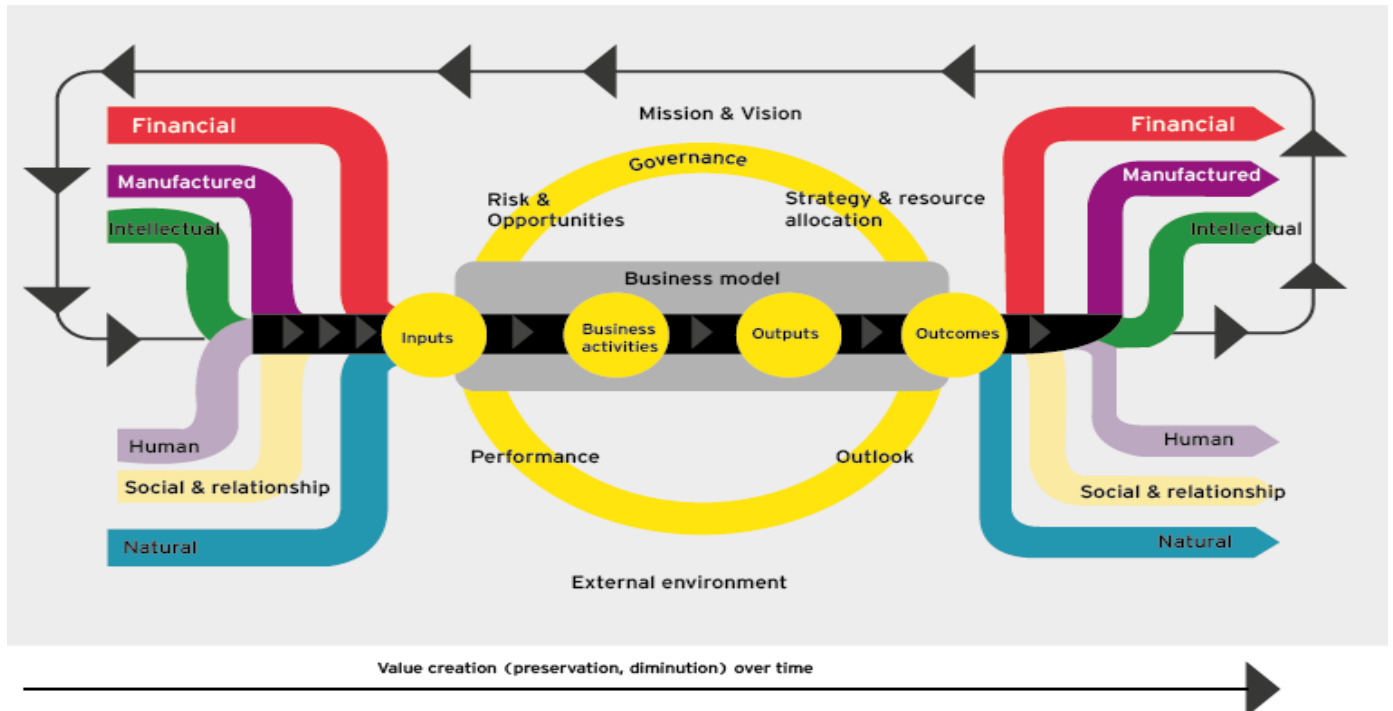 Mission & Vision
Financial
Manufactured
Intellectual
Human
Social & relationship
Natural
Governance
Risk &
Opportunities
Strategy & resource
allocation
Business model
Inputs
Business
activities
Outputs
Outcomes
Performance
Outlook
External environment
Financial
Manufactured
Intellectual
Human
Social & relationship
Natural
Value creation (preservation, diminution) over time